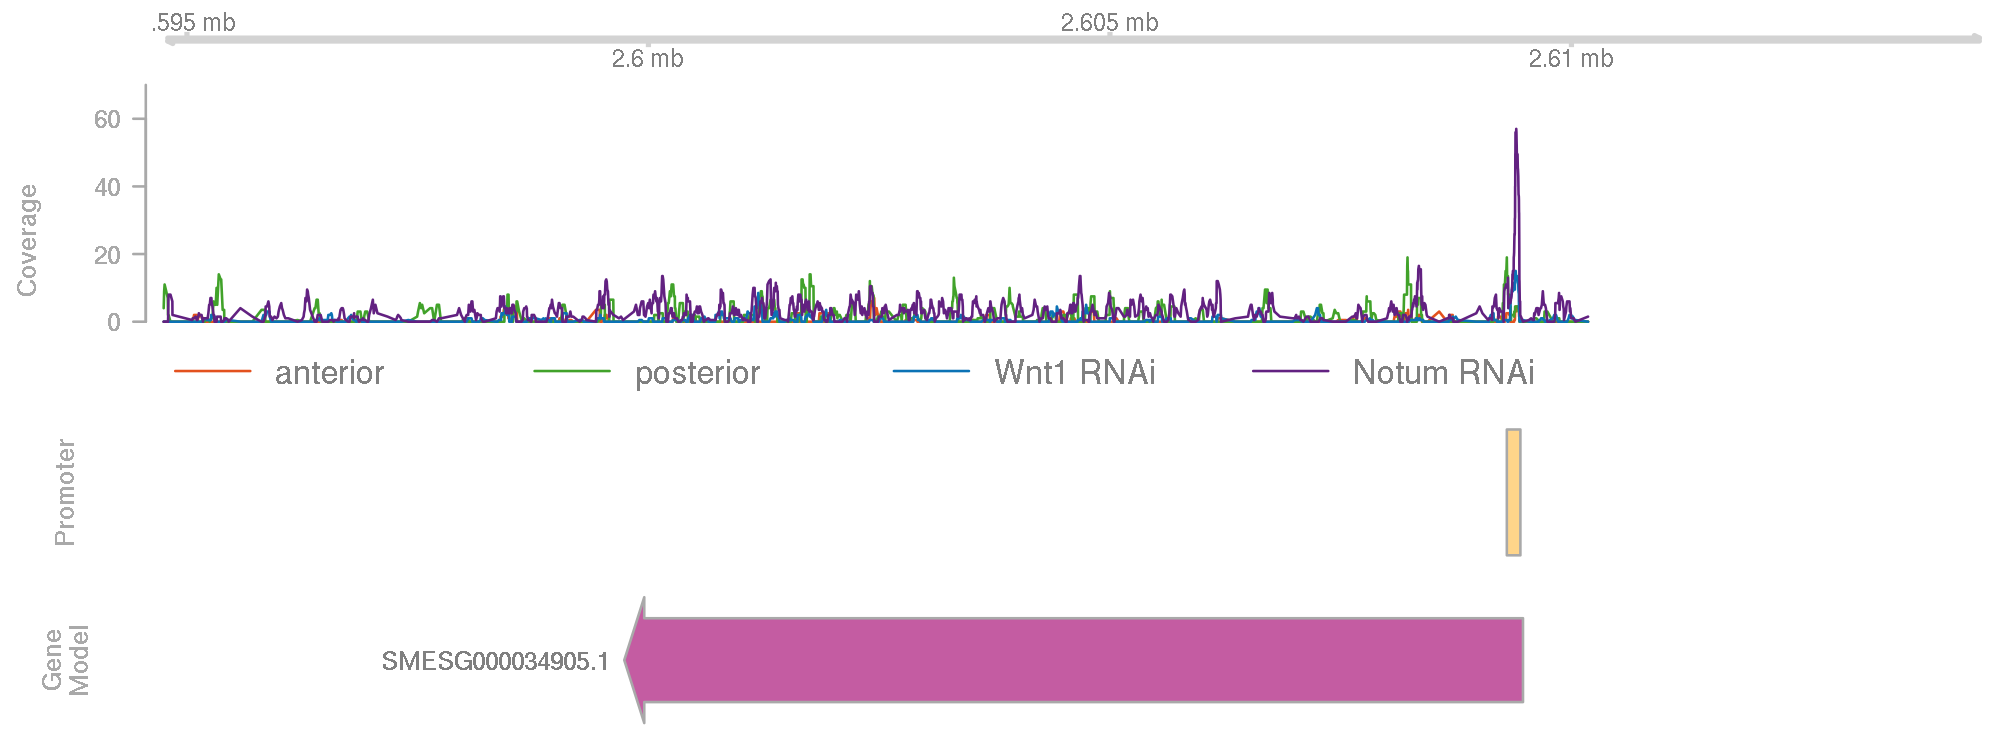 .595 mb
2.605 mb
2.6 mb
2.61 mb
Coverage
60
40
20
0
anterior posterior Wnt1 RNAi Notum RNAi
Promoter
Gene
Model
SMESG000034905.1